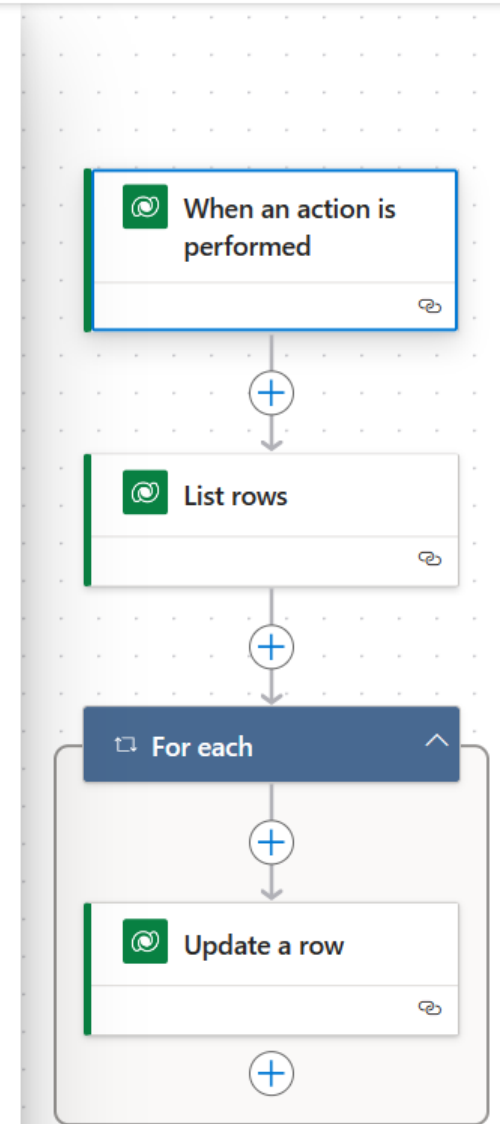 When an action is
performed
List rows
For each
Update a row